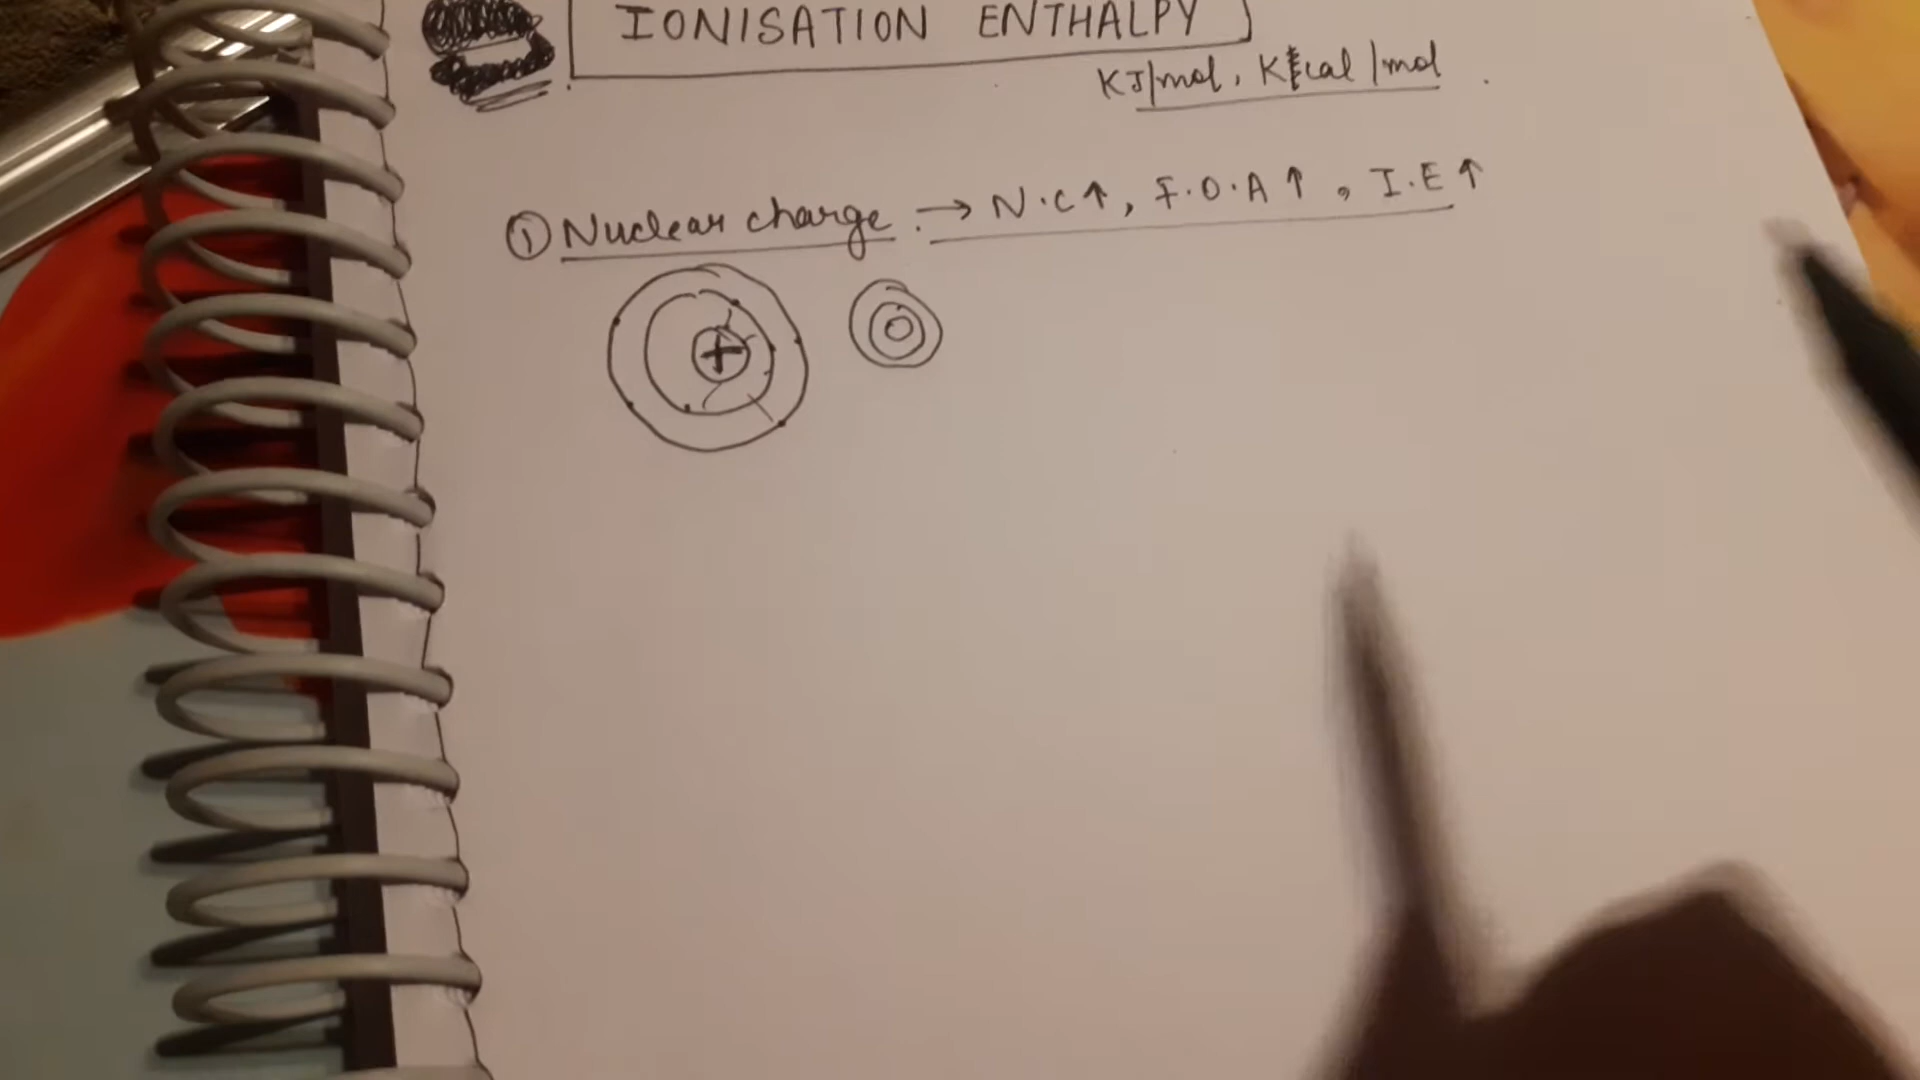 IONISATION ENTHALPY
KJ/mol, Kcal/mol
① Nuclear charge. → N.C↑, F.O.A↑, I.E↑
+